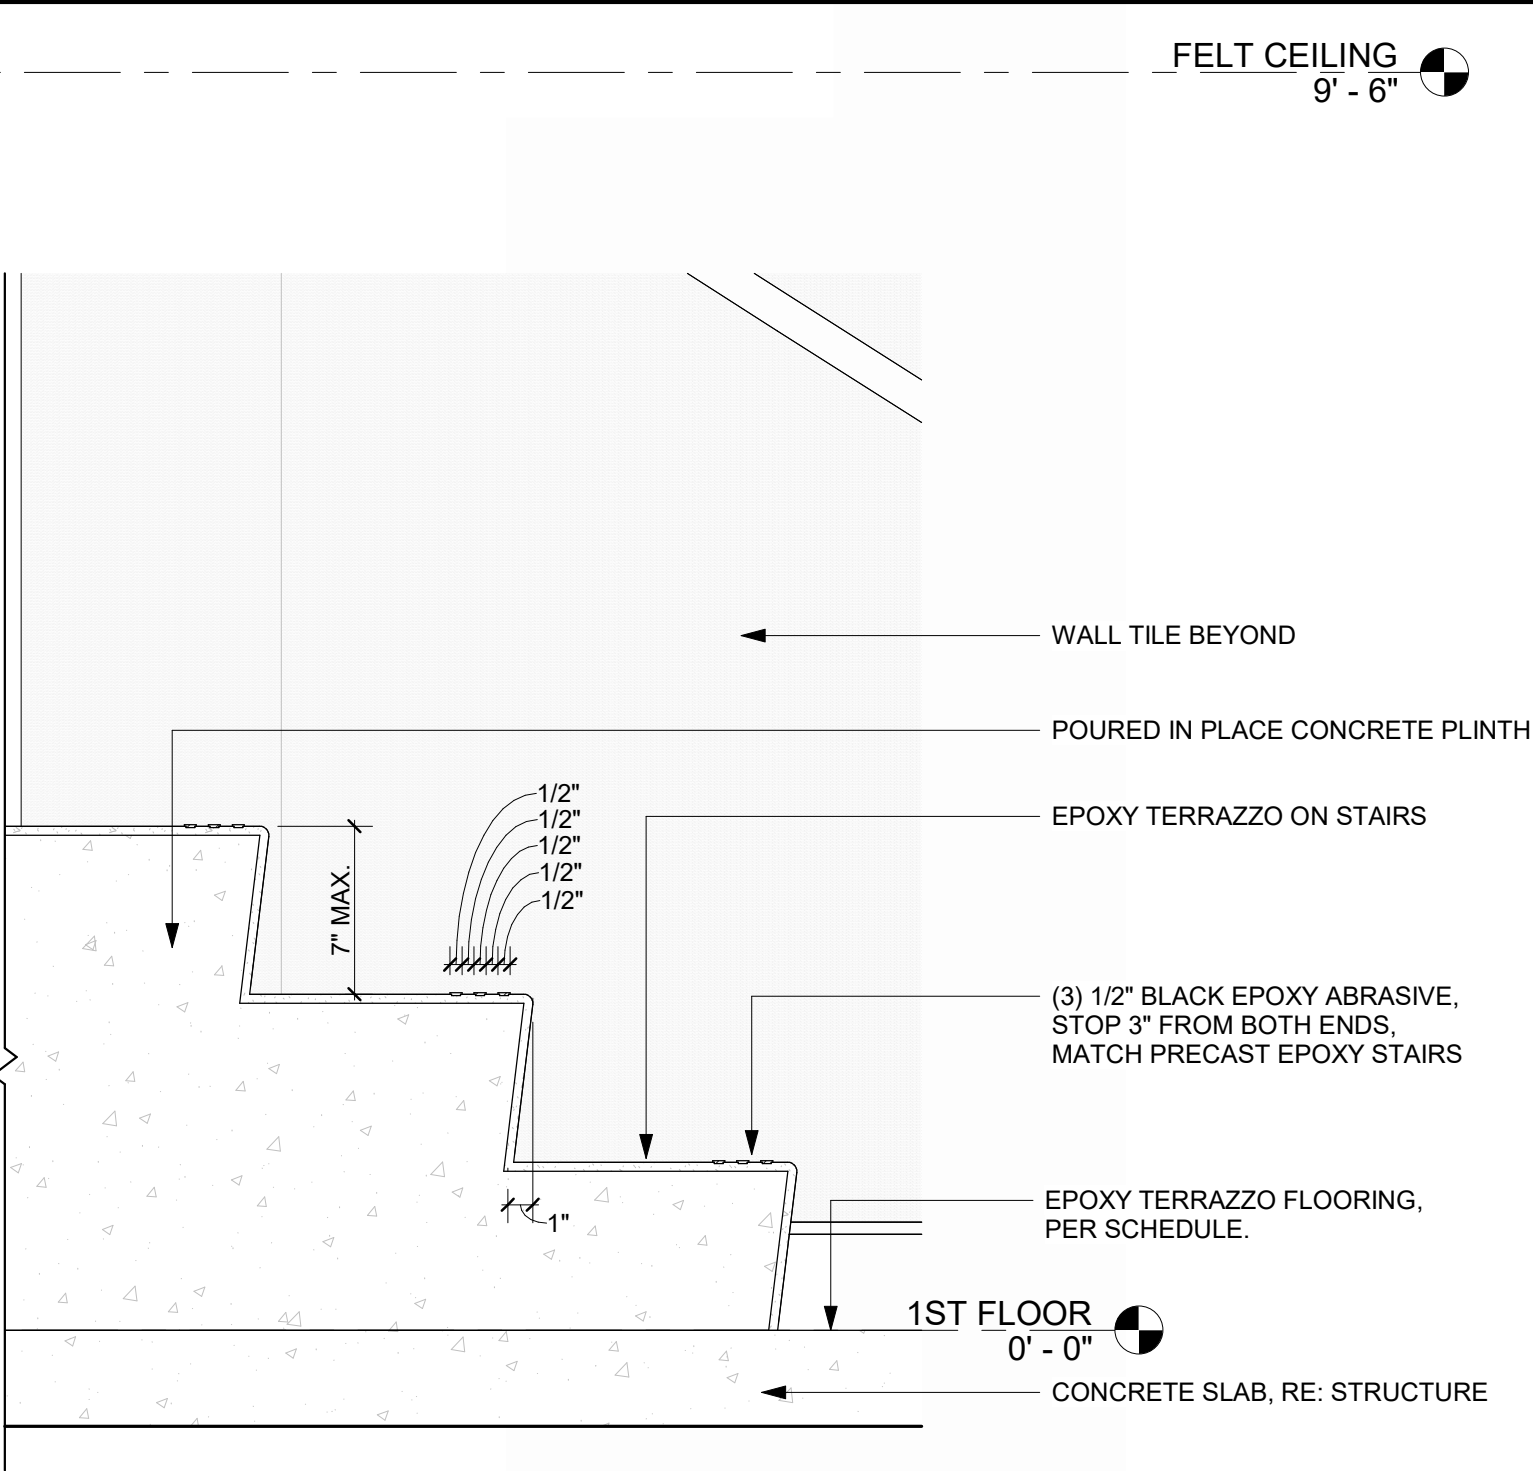 FELT CEILING
9' - 6"
WALL TILE BEYOND
POURED IN PLACE CONCRETE PLINTH
1/2"
1/2"
1/2"
1/2"
1/2"
EPOXY TERRAZZO ON STAIRS
7" MAX.
(3) 1/2" BLACK EPOXY ABRASIVE,
STOP 3" FROM BOTH ENDS,
MATCH PRECAST EPOXY STAIRS
1"
EPOXY TERRAZZO FLOORING,
PER SCHEDULE.
1ST FLOOR
0' - 0"
CONCRETE SLAB, RE: STRUCTURE